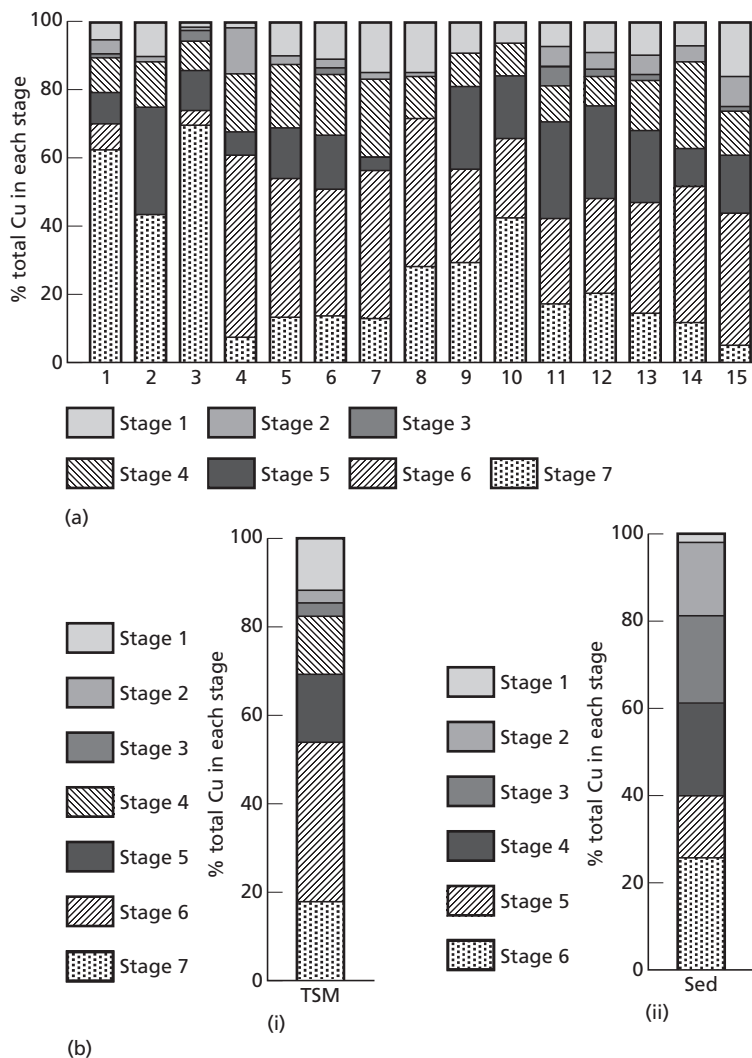 100
80
60
40
20
0
% total Cu in each stage
1 2 3 4 5 6 7 8 9 10 11 12 13 14 15
Stage 1 Stage 2 Stage 3
Stage 4 Stage 5 Stage 6 Stage 7
(a)
Stage 1
Stage 2
Stage 3
Stage 4
Stage 5
Stage 6
Stage 7
(b)
% total Cu in each stage
100
80
60
40
20
0
TSM
(i)
Stage 1
Stage 2
Stage 3
Stage 4
Stage 5
Stage 6
% total Cu in each stage
100
80
60
40
20
0
Sed
(ii)